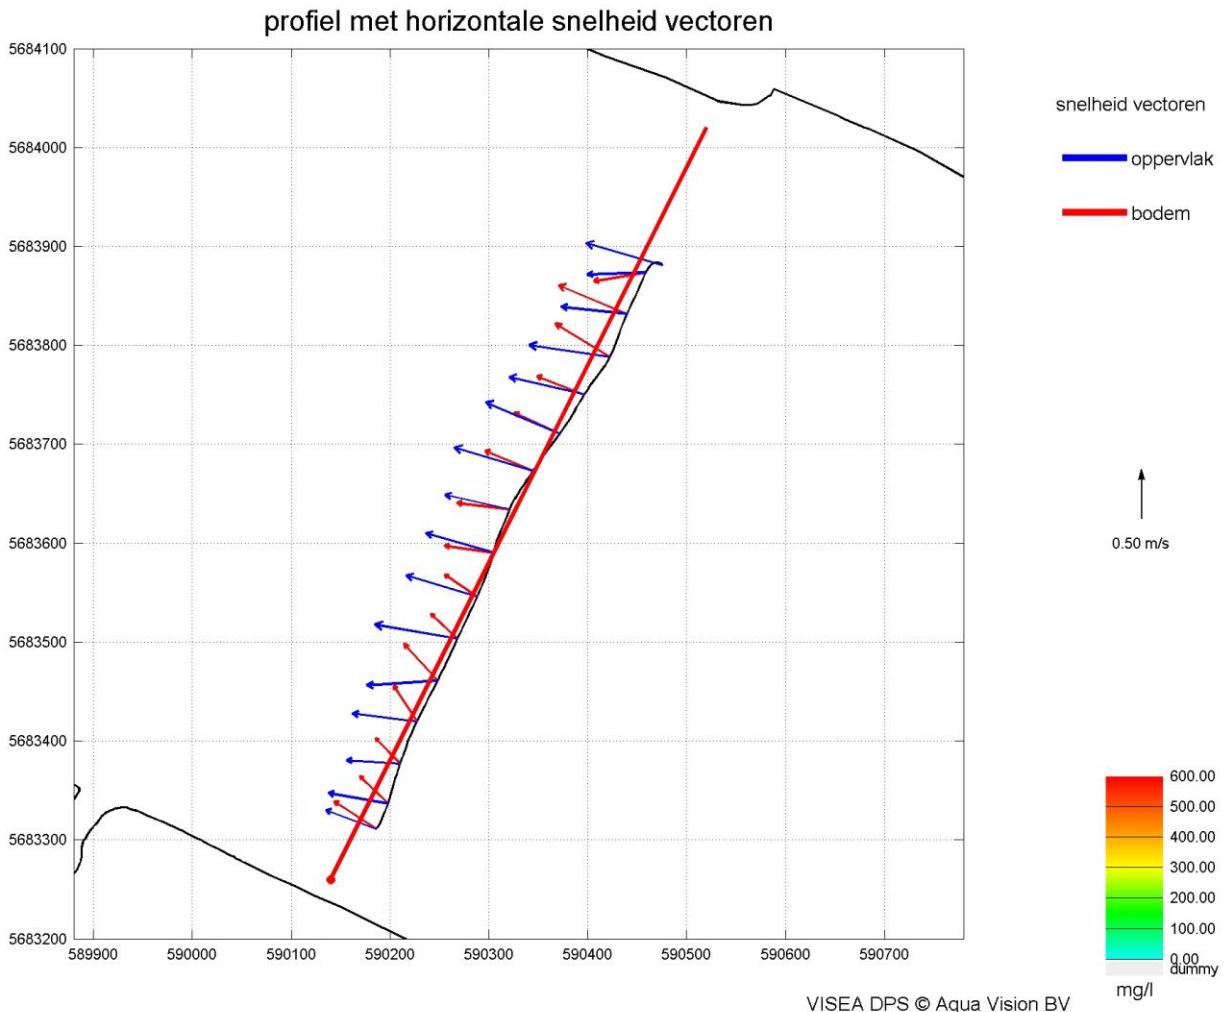 profiel met horizontale snelheid vectoren
5684100
5684000
5683900
5683800
5683700
5683600
5683500
5683400
5683300
5683200
589900 590000 590100 590200 590300 590400 590500 590600 590700
snelheid vectoren
oppervlak
bodem
0.50 m/s
600.00
500.00
400.00
300.00
200.00
100.00
0.00
dummy
mg/l
VISEA DPS © Aqua Vision BV